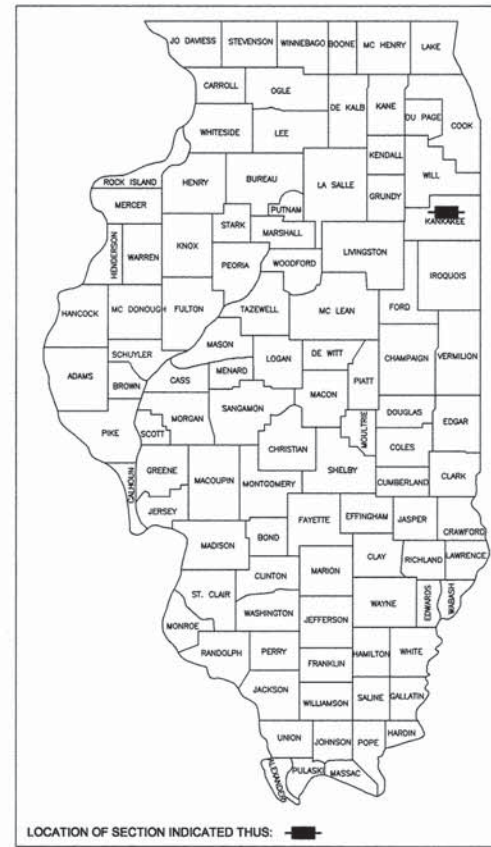 JO DAVIESS STEVENSON WINNEBAGO BOONE MC HENRY LAKE
CARROLL OGLE DE KALB KANE DU PAGE COOK
WHITESIDE LEE KENDALL WILL
ROCK ISLAND HENRY BUREAU LA SALLE GRUNDY
MERCER PUTNAM KANKAKEE
HENDERSON WARREN KNOX STARK MARSHALL LIVINGSTON
PEORIA WOODFORD IROQUOIS
HANCOCK MC DONOUGH FULTON TAZEWELL MC LEAN FORD
MASON
SCHUYLER LOGAN DE WITT CHAMPAIGN VERMILION
ADAMS BROWN CASS MENARD PIATT
MACON
MORGAN SANGAMON DOUGLAS
PIKE SCOTT MOULTRIE EDGAR
CHRISTIAN COLES
CALHOUN GREENE MACOUPIN MONTGOMERY SHELBY CUMBERLAND CLARK
JERSEY FAYETTE EFFINGHAM JASPER CRAWFORD
MADISON BOND
CLAY RICHLAND LAWRENCE
CLINTON MARION
ST. CLAIR WAYNE EDWARDS WABASH
WASHINGTON JEFFERSON
MONROE
RANDOLPH PERRY HAMILTON WHITE
FRANKLIN
JACKSON SALINE GALLATIN
WILLIAMSON
UNION JOHNSON POPE HARDIN
ALEXANDER PULASKI MASSAC
LOCATION OF SECTION INDICATED THUS: